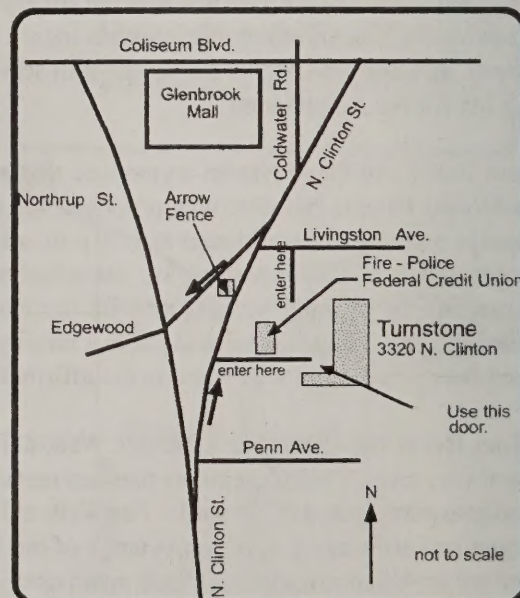 Coliseum Blvd.
Glenbrook
Mall
Coldwater Rd.
N. Clinton St.
Northrup St.
Arrow
Fence
Livingston Ave.
enter here
Fire - Police
Federal Credit Union
Edgewood
Turnstone
3320 N. Clinton
enter here
Use this
door.
Penn Ave.
N. Clinton St.
N
not to scale